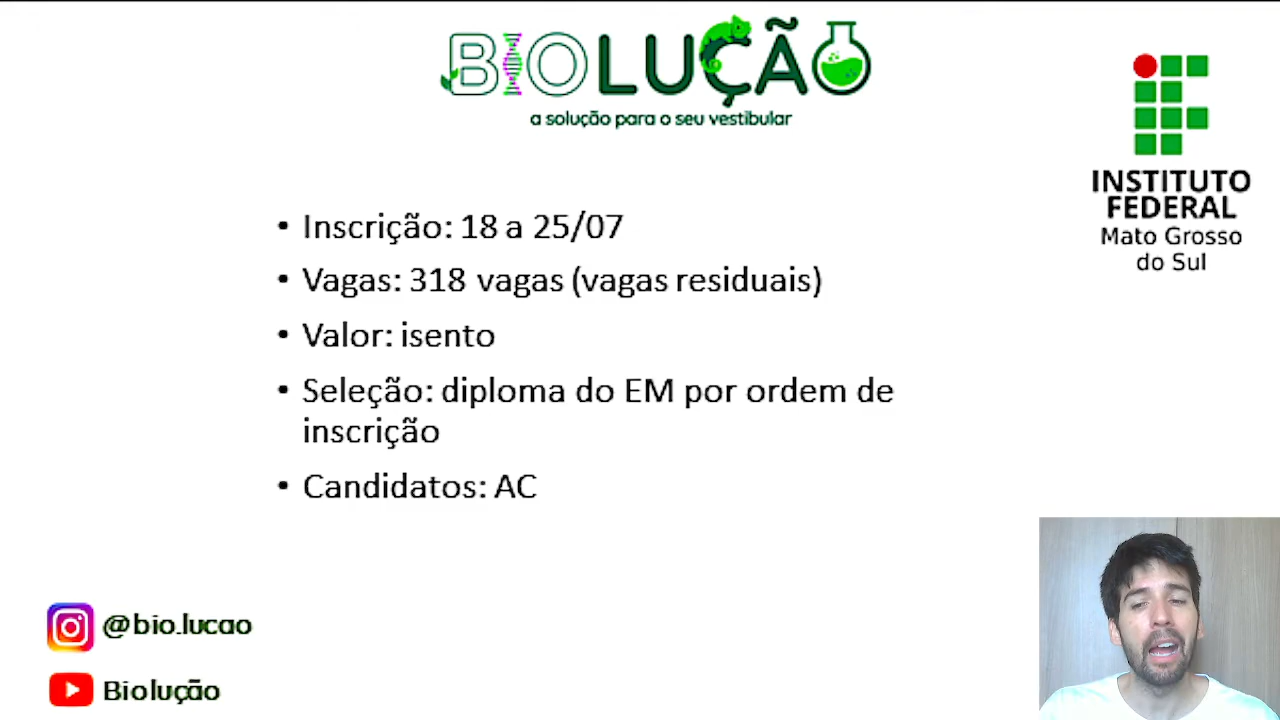 BIOLUÇÃO
a solução para o seu vestibular
INSTITUTO
FEDERAL
Mato Grosso
do Sul
• Inscrição: 18 a 25/07
• Vagas: 318 vagas (vagas residuais)
• Valor: isento
• Seleção: diploma do EM por ordem de
inscrição
• Candidatos: AC
@bio.lucao
Biolução